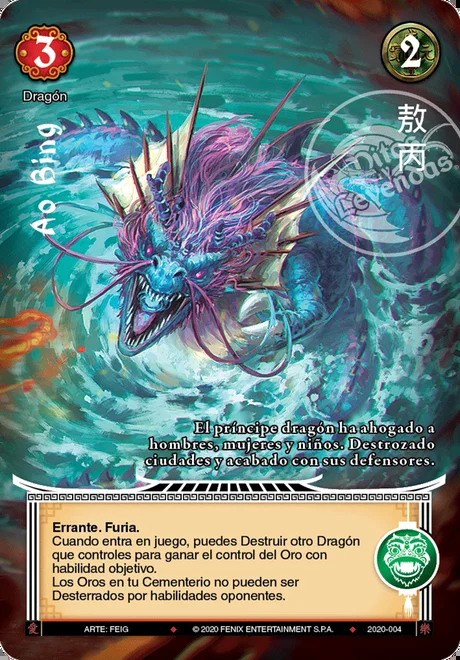 3
2
Dragón
Ao Bing
敖丙
Mitos y
Leyendas
El príncipe dragón ha ahogado a
hombres, mujeres y niños. Destrozado
ciudades y acabado con sus defensores.
Errante. Furia.
Cuando entra en juego, puedes Destruir otro Dragón
que controles para ganar el control del Oro con
habilidad objetivo.
Los Oros en tu Cementerio no pueden ser
Desterrados por habilidades oponentes.
ARTE: FEIG ♦ © 2020 FENIX ENTERTAINMENT S.P.A. ♦ 2020-004